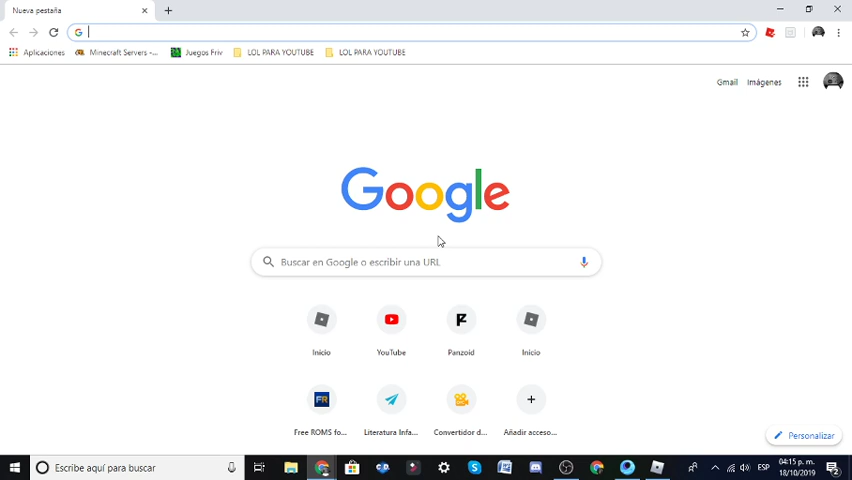 Nueva pestaña
Aplicaciones
Minecraft Servers -...
Juegos Friv
LOL PARA YOUTUBE
LOL PARA YOUTUBE
Gmail
Imágenes
Google
Buscar en Google o escribir una URL
Inicio
YouTube
Panzoid
Inicio
FR
Free ROMS fo...
Literatura Infa...
Convertidor d...
Añadir acceso...
Personalizar
Escribe aquí para buscar
ESP
04:15 p. m.
18/10/2019
2